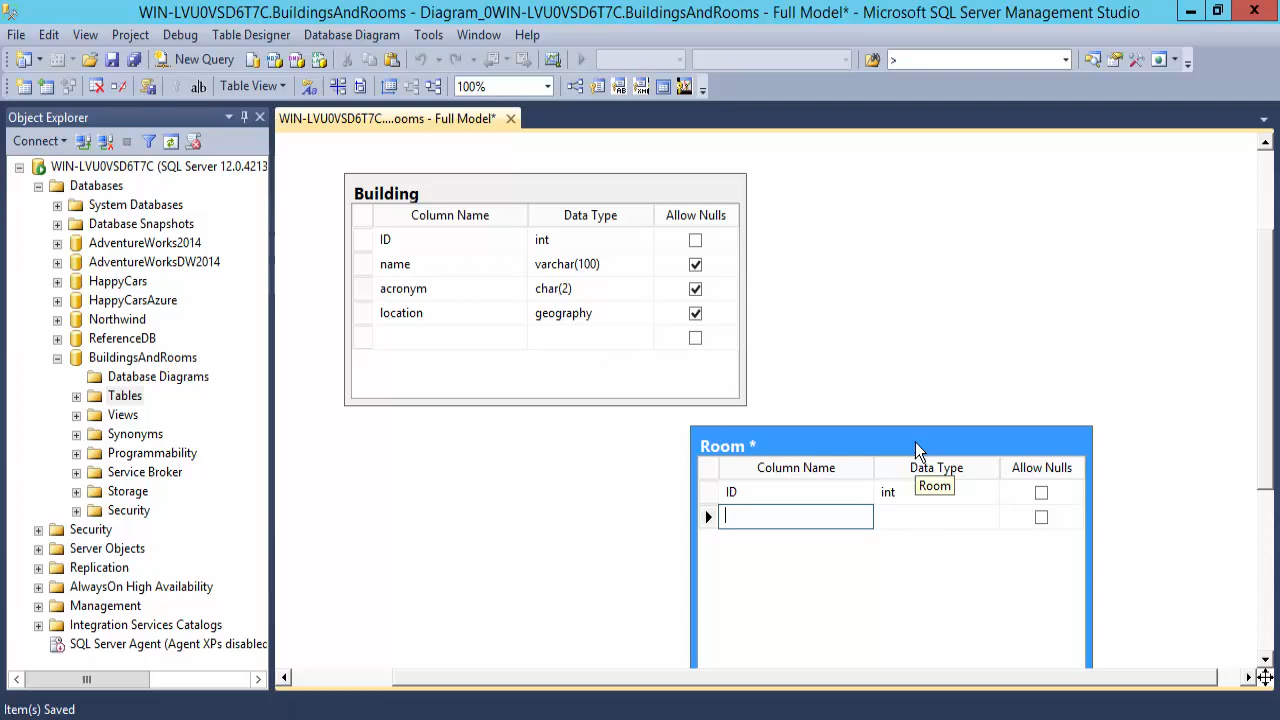 WIN-LVU0VSD6T7C.BuildingsAndRooms - Diagram_0WIN-LVU0VSD6T7C.BuildingsAndRooms - Full Model* - Microsoft SQL Server Management Studio
File Edit View Project Debug Table Designer Database Diagram Tools Window Help
New Query >
ab Table View 100%
Object Explorer
WIN-LVU0VSD6T7C....ooms - Full Model*
Connect
WIN-LVU0VSD6T7C (SQL Server 12.0.4213
Databases
System Databases
Database Snapshots
AdventureWorks2014
AdventureWorksDW2014
HappyCars
HappyCarsAzure
Northwind
ReferenceDB
BuildingsAndRooms
Database Diagrams
Tables
Views
Synonyms
Programmability
Service Broker
Storage
Security
Security
Server Objects
Replication
AlwaysOn High Availability
Management
Integration Services Catalogs
SQL Server Agent (Agent XPs disabled
Building
Column Name Data Type Allow Nulls
ID int
name varchar(100)
acronym char(2)
location geography
Room *
Column Name Data Type Allow Nulls
ID int
Room
Item(s) Saved